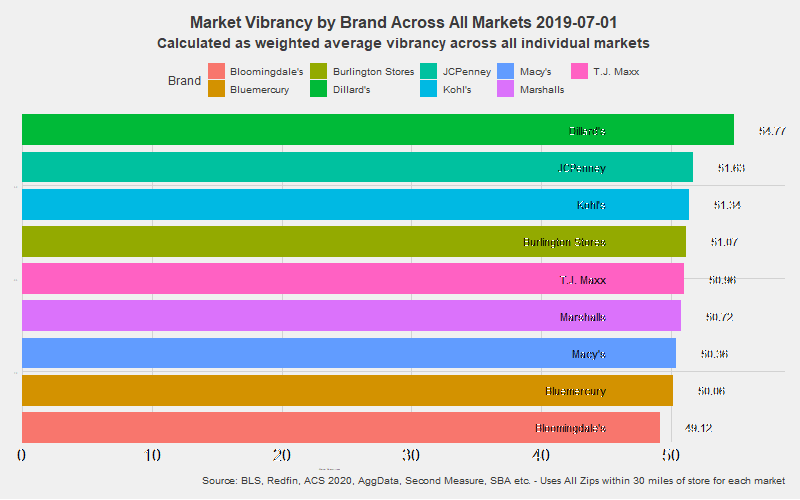 Market Vibrancy by Brand Across All Markets 2019-07-01
Calculated as weighted average vibrancy across all individual markets
Brand
Bloomingdale's Burlington Stores JCPenney Macy's T.J. Maxx
Bluemercury Dillard's Kohl's Marshalls
Dillard's 54.77
JCPenney 51.63
Kohl's 51.34
Burlington Stores 51.07
T.J. Maxx 50.96
Marshalls 50.72
Macy's 50.36
Bluemercury 50.06
Bloomingdale's 49.12
0 10 20 30 40 50
Source: BLS, Redfin, ACS 2020, AggData, Second Measure, SBA etc. - Uses All Zips within 30 miles of store for each market